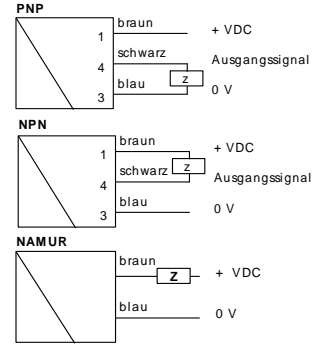 PNP
braun
1
+ VDC
schwarz
Ausgangssignal
4
z
blau
0 V
3
NPN
braun
1
+ VDC
z
schwarz
4
Ausgangssignal
blau
0 V
3
NAMUR
braun
Z
+ VDC
blau
0 V